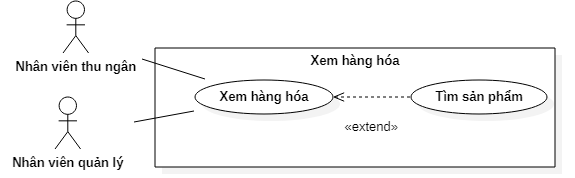 Nhân viên thu ngân
Xem hàng hóa
Xem hàng hóa
Tìm sản phẩm
«extend»
Nhân viên quản lý